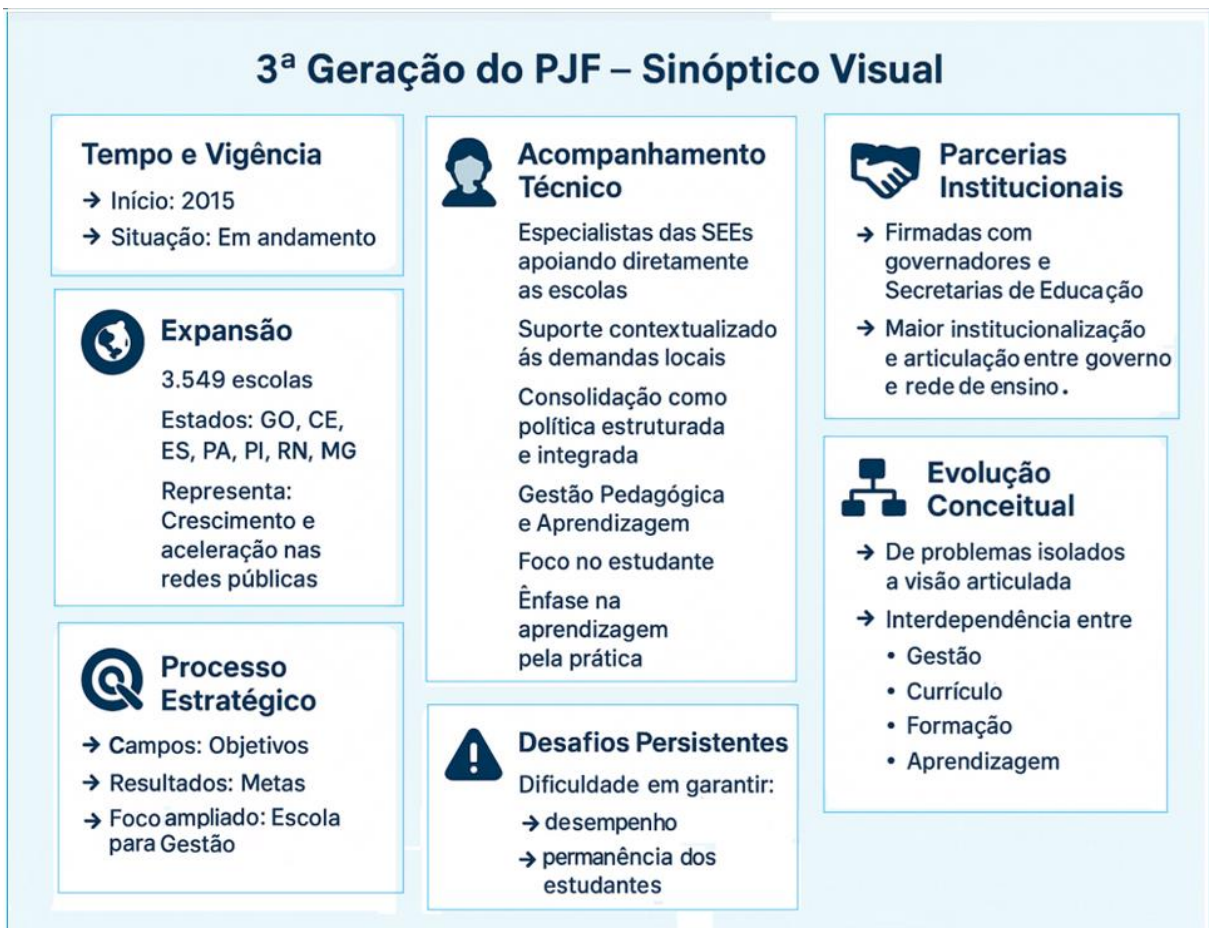 3ª Geração do PJF – Sinóptico Visual
Tempo e Vigência
→ Início: 2015
→ Situação: Em andamento
Expansão
3.549 escolas
Estados: GO, CE,
ES, PA, PI, RN, MG
Representa:
Crescimento e
aceleração nas
redes públicas
Processo
Estratégico
→ Campos: Objetivos
→ Resultados: Metas
→ Foco ampliado: Escola
para Gestão
Acompanhamento
Técnico
Especialistas das SEEs
apoiando diretamente
as escolas
Suporte contextualizado
ás demandas locais
Consolidação como
política estruturada
e integrada
Gestão Pedagógica
e Aprendizagem
Foco no estudante
Ênfase na
aprendizagem
pela prática
Desafios Persistentes
Dificuldade em garantir:
→ desempenho
→ permanência dos
estudantes
Parcerias
Institucionais
→ Firmadas com
governadores e
Secretarias de Educação
→ Maior institucionalização
e articulação entre governo
e rede de ensino.
Evolução
Conceitual
→ De problemas isolados
a visão articulada
→ Interdependência entre
• Gestão
• Currículo
• Formação
• Aprendizagem